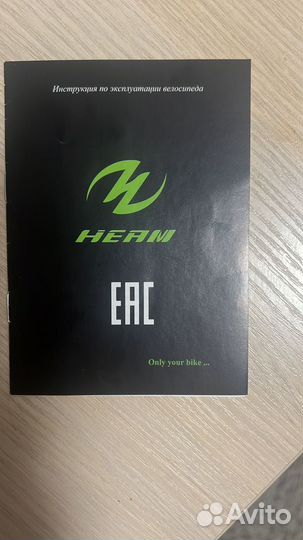 Инструкция по эксплуатации велосипеда
HEAM
EAC
Only your bike ...
Avito